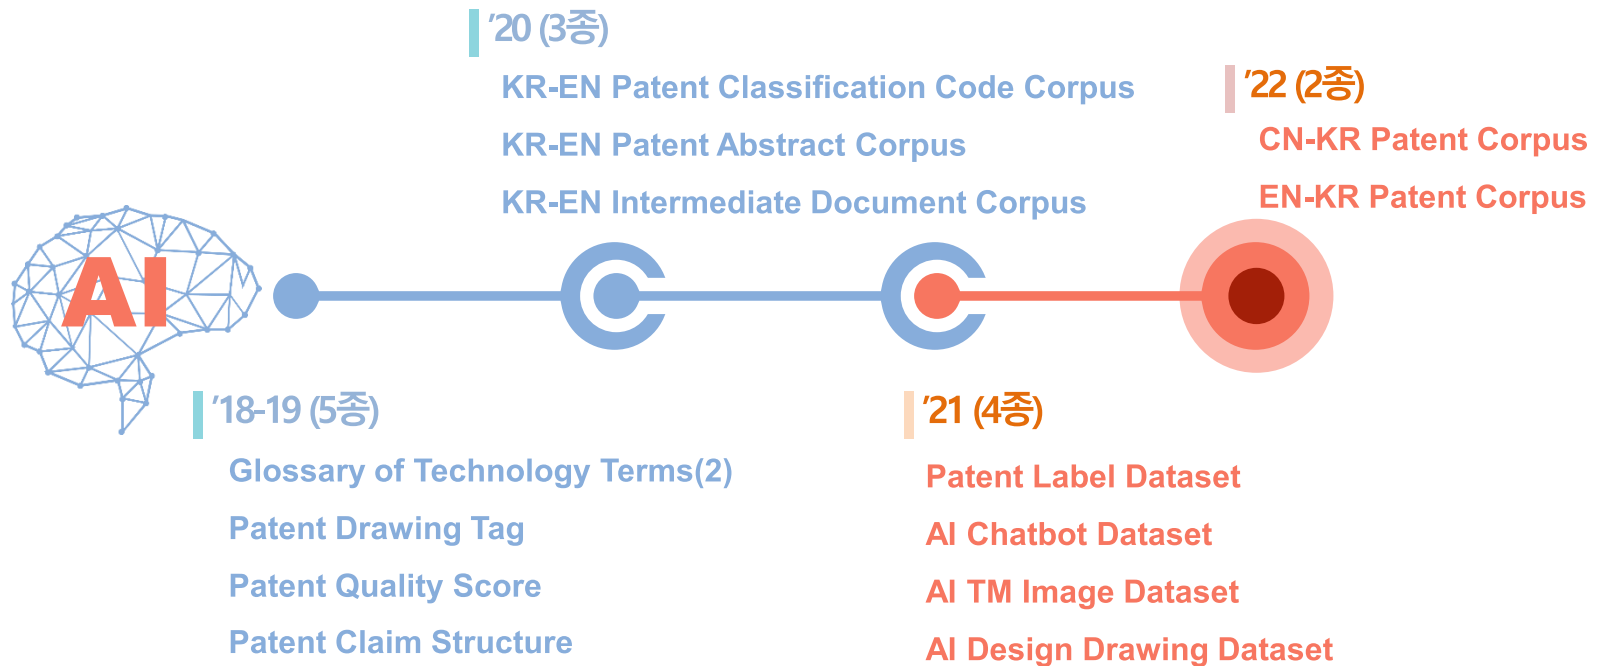 AI
’18-19 (5종)
Glossary of Technology Terms(2)
Patent Drawing Tag
Patent Quality Score
Patent Claim Structure
’20 (3종)
KR-EN Patent Classification Code Corpus
KR-EN Patent Abstract Corpus
KR-EN Intermediate Document Corpus
’21 (4종)
Patent Label Dataset
AI Chatbot Dataset
AI TM Image Dataset
AI Design Drawing Dataset
’22 (2종)
CN-KR Patent Corpus
EN-KR Patent Corpus